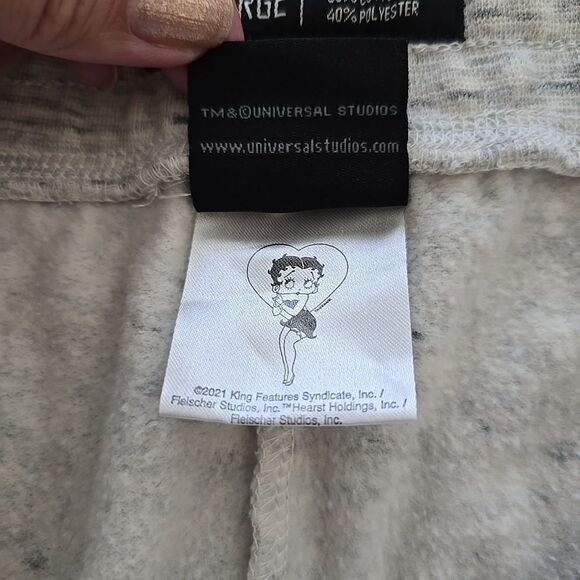 40% POLYESTER
TM&©UNIVERSAL STUDIOS
www.universalstudios.com
©2021 King Features Syndicate, Inc. /
Fleischer Studios, Inc.™Hearst Holdings, Inc. /
Fleischer Studios, Inc.